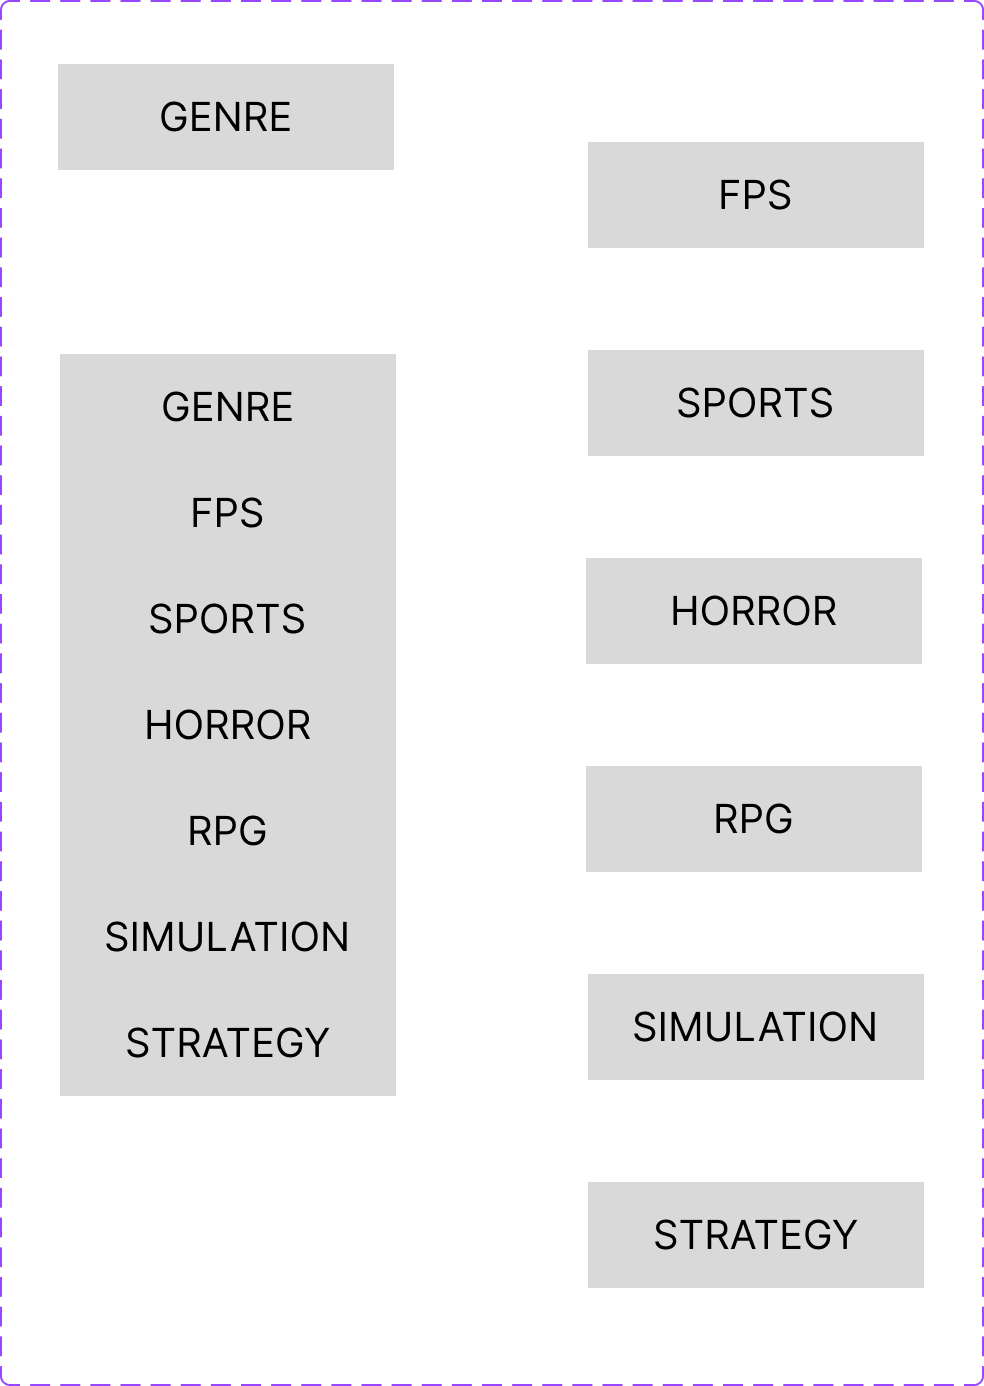 GENRE
GENRE
FPS
SPORTS
HORROR
RPG
SIMULATION
STRATEGY
FPS
SPORTS
HORROR
RPG
SIMULATION
STRATEGY